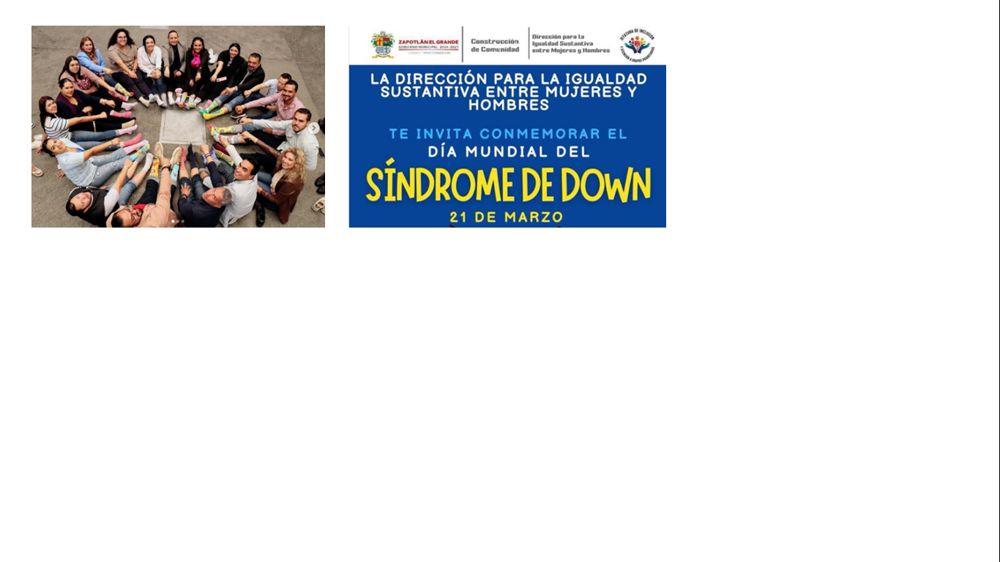 ZAPOTLÁN EL GRANDE
GOBIERNO MUNICIPAL 2024-2027
Construcción
de Comunidad
Dirección para la
Igualdad Sustantiva
entre Mujeres y Hombres
JEFATURA DE INCLUSIÓN
Y ATENCIÓN A GRUPOS PRIORITARIOS
LA DIRECCIÓN PARA LA IGUALDAD
SUSTANTIVA ENTRE MUJERES Y
HOMBRES
TE INVITA CONMEMORAR EL
DÍA MUNDIAL DEL
SÍNDROME DE DOWN
21 DE MARZO